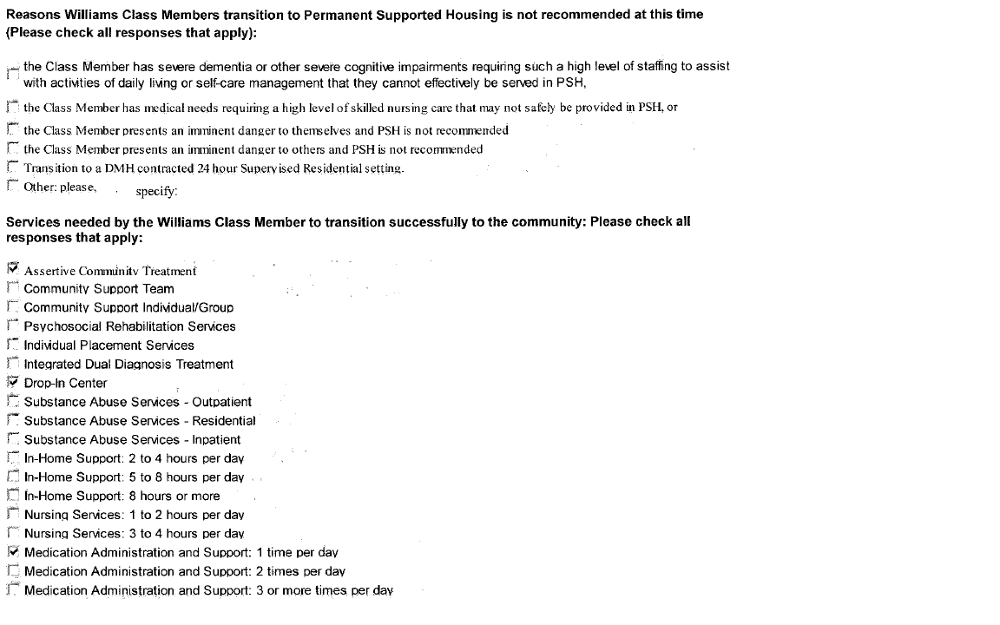 Reasons Williams Class Members transition to Permanent Supported Housing is not recommended at this time
(Please check all responses that apply):
the Class Member has severe dementia or other severe cognitive impairments requiring such a high level of staffing to assist
with activities of daily living or self-care management that they cannot effectively be served in PSH,
the Class Member has medical needs requiring a high level of skilled nursing care that may not safely be provided in PSH, or
the Class Member presents an imminent danger to themselves and PSH is not recommended
the Class Member presents an imminent danger to others and PSH is not recommended
Transition to a DMH contracted 24 hour Supervised Residential setting.
Other: please, specify:
Services needed by the Williams Class Member to transition successfully to the community: Please check all
responses that apply:
Assertive Community Treatment
Community Support Team
Community Support Individual/Group
Psychosocial Rehabilitation Services
Individual Placement Services
Integrated Dual Diagnosis Treatment
Drop-In Center
Substance Abuse Services - Outpatient
Substance Abuse Services - Residential
Substance Abuse Services - Inpatient
In-Home Support: 2 to 4 hours per day
In-Home Support: 5 to 8 hours per day
In-Home Support: 8 hours or more
Nursing Services: 1 to 2 hours per day
Nursing Services: 3 to 4 hours per day
Medication Administration and Support: 1 time per day
Medication Administration and Support: 2 times per day
Medication Administration and Support: 3 or more times per day